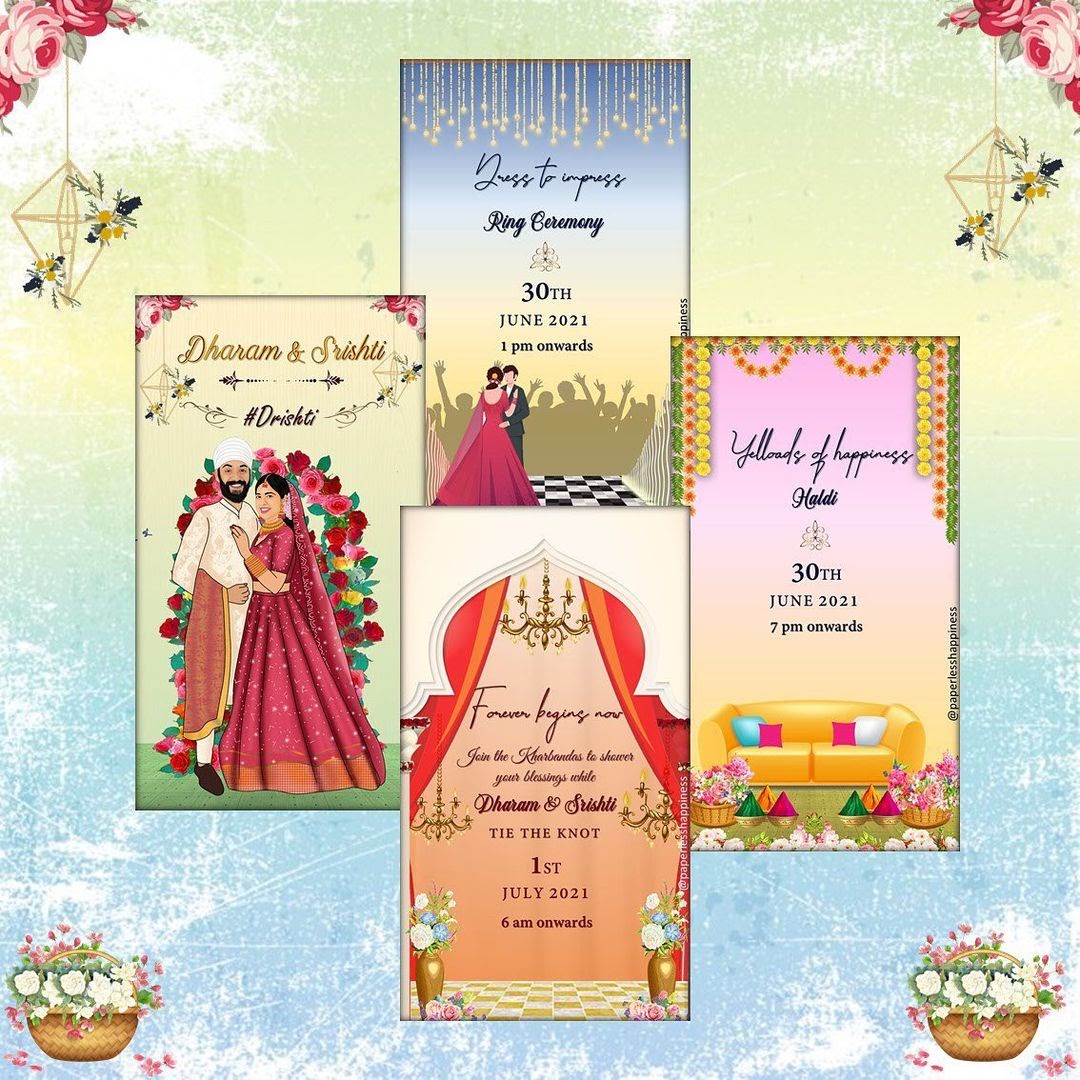 Dress to impress
Ring Ceremony
30TH
JUNE 2021
1 pm onwards
ppiness
Dharam & Srishti
#Drishti
Yelloads of happiness
Haldi
30TH
JUNE 2021
7 pm onwards
@paperlesshappiness
Forever begins now
Join the Kharbandas to shower
your blessings while
Dharam & Srishti
TIE THE KNOT
1ST
JULY 2021
6 am onwards
@paperlesshappiness